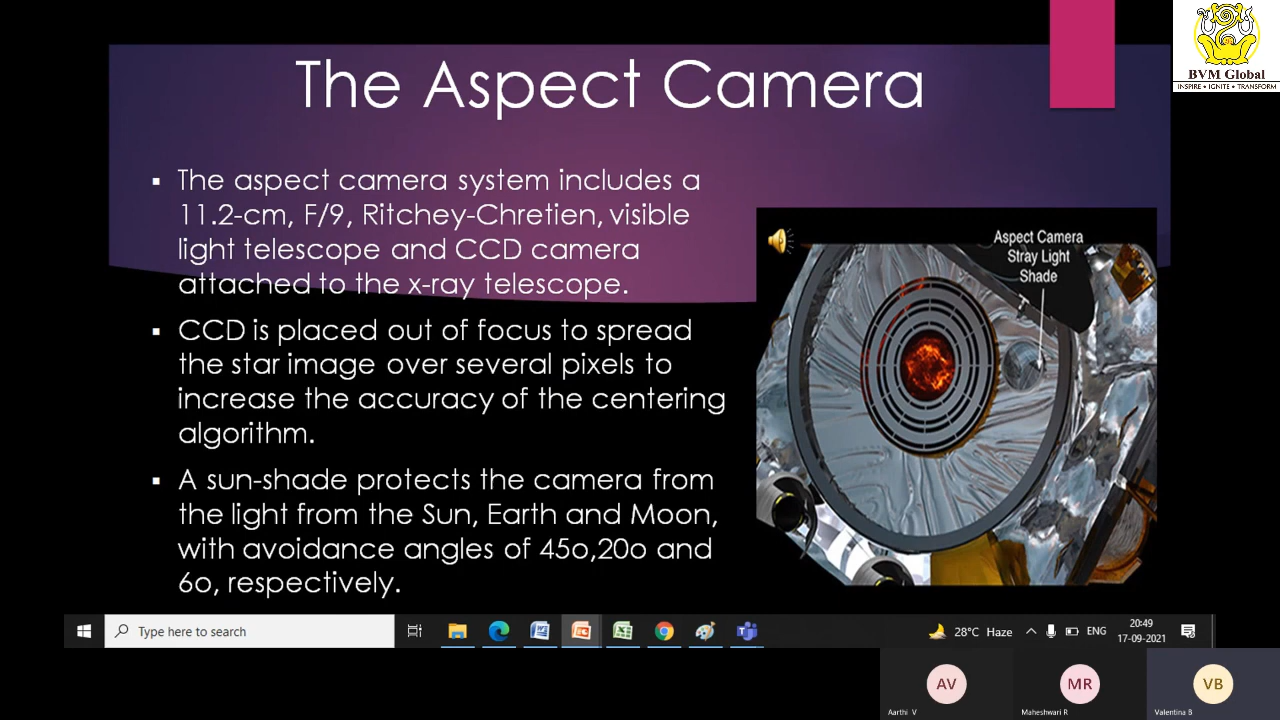 The Aspect Camera
BVM Global
INSPIRE • IGNITE • TRANSFORM
▪ The aspect camera system includes a
11.2-cm, F/9, Ritchey-Chretien, visible
light telescope and CCD camera
attached to the x-ray telescope.
▪ CCD is placed out of focus to spread
the star image over several pixels to
increase the accuracy of the centering
algorithm.
▪ A sun-shade protects the camera from
the light from the Sun, Earth and Moon,
with avoidance angles of 45o,20o and
6o, respectively.
Aspect Camera
Stray Light
Shade
Type here to search
28°C Haze
ENG
20:49
17-09-2021
AV
Aarthi V
MR
Maheshwari R
VB
Valentina B